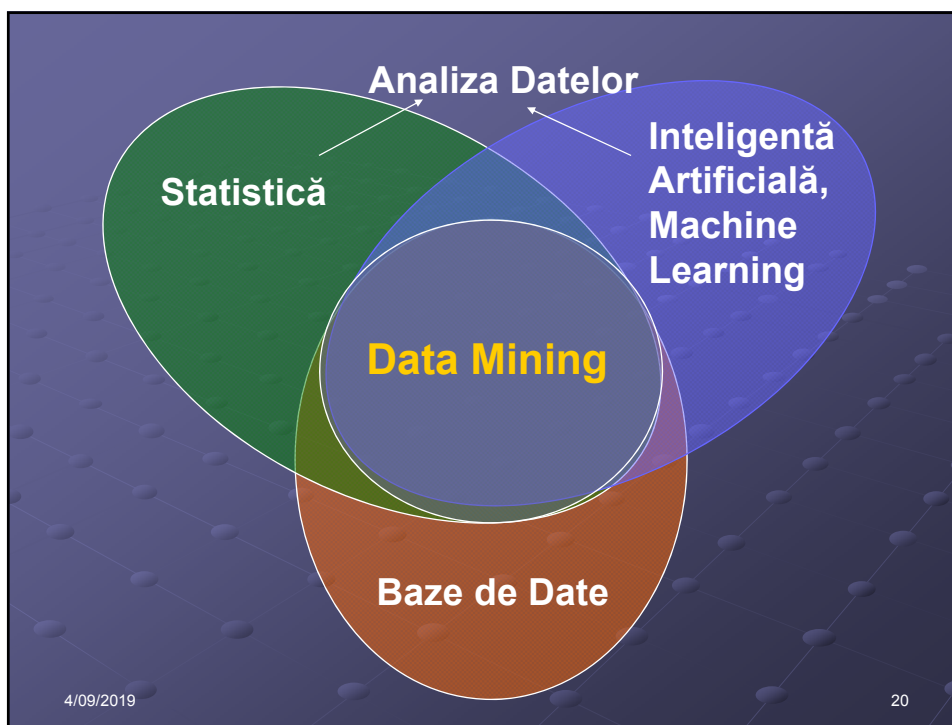 Analiza Datelor
Statistică
Inteligentă
Artificială,
Machine
Learning
Data Mining
Baze de Date
4/09/2019
20